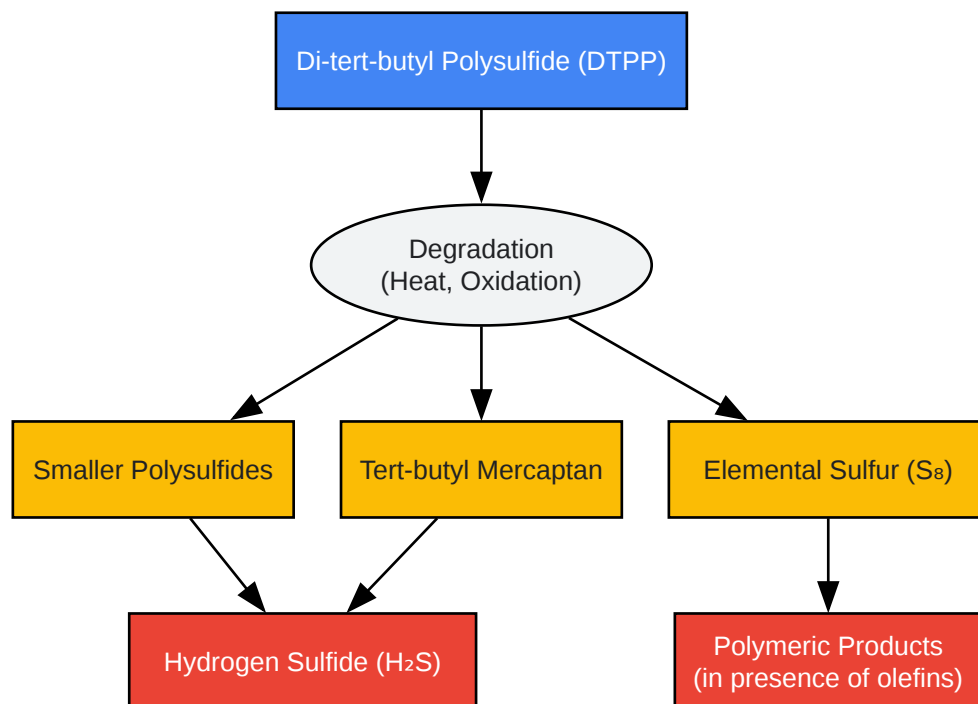 Di-tert-butyl Polysulfide (DTPP)
Degradation
(Heat, Oxidation)
Smaller Polysulfides
Tert-butyl Mercaptan
Elemental Sulfur (S₈)
Hydrogen Sulfide (H₂S)
Polymeric Products
(in presence of olefins)